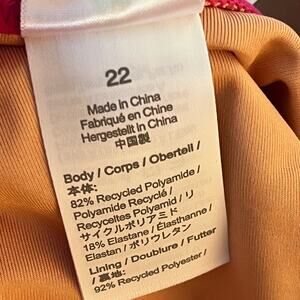 22
Made in China
Fabriqué en Chine
Hergestellt in China
中国製
Body / Corps / Oberteil /
本体:
82% Recycled Polyamide /
Polyamide Recyclé /
Recyceltes Polyamid / リ
サイクルポリアミド
18% Elastane / Élasthanne /
Elastan / ポリウレタン
Lining / Doublure / Futter
/ 裏地:
92% Recycled Polyester /